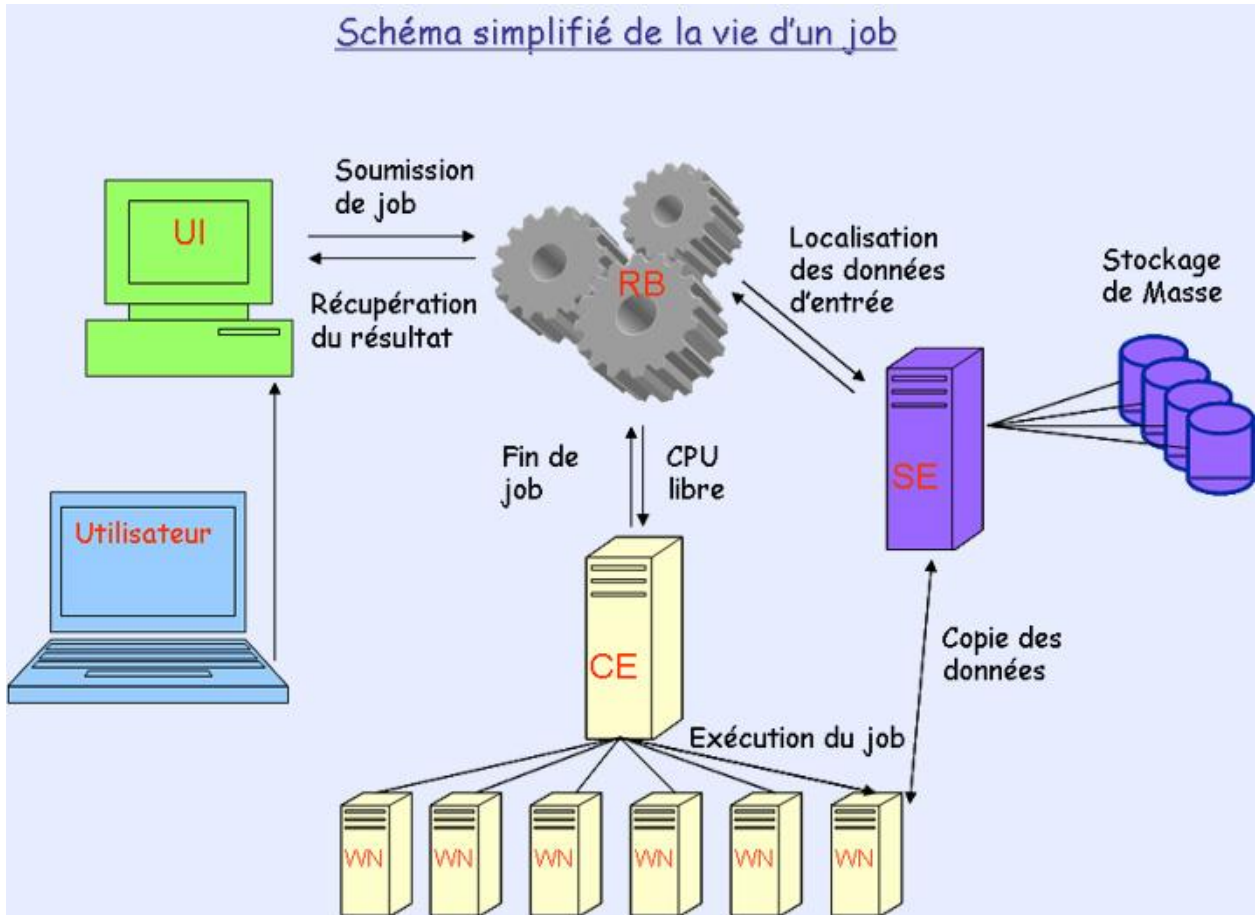 Schéma simplifié de la vie d'un job
Soumission
de job
UI
RB
Récupération
du résultat
Localisation
des données
d'entrée
Stockage
de Masse
SE
Fin de
job
CPU
libre
Utilisateur
CE
Copie des
données
Exécution du job
WN
WN
WN
WN
WN
WN